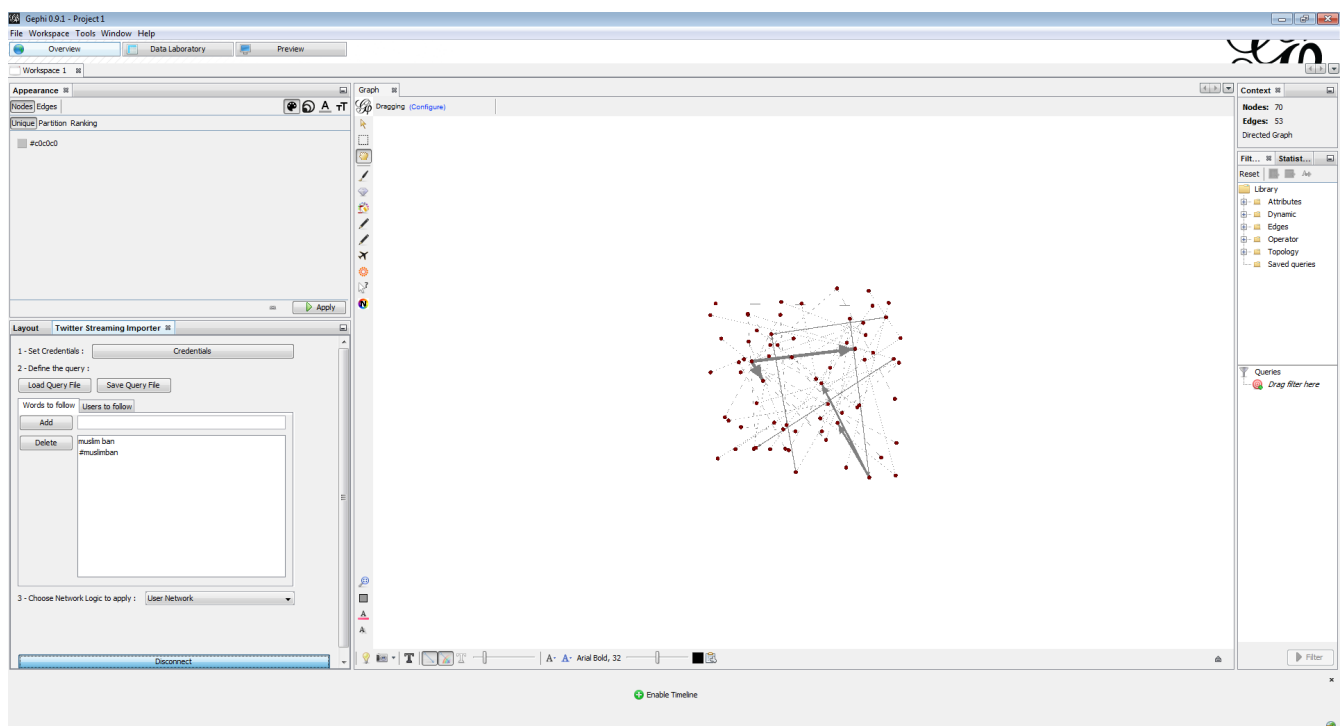 Gephi 0.9.1 - Project 1
File Workspace Tools Window Help
Overview Data Laboratory Preview
Workspace 1
Appearance
Nodes Edges
Unique Partition Ranking
#c0c0c0
Apply
Layout Twitter Streaming Importer
1 - Set Credentials : Credentials
2 - Define the query :
Load Query File Save Query File
Words to follow Users to follow
Add
Delete
muslim ban
#muslimban
3 - Choose Network Logic to apply : User Network
Disconnect
Graph
Dragging (Configure)
A- A- Arial Bold, 32
Enable Timeline
Context
Nodes: 70
Edges: 53
Directed Graph
Filt... Statist...
Reset
Library
Attributes
Dynamic
Edges
Operator
Topology
Saved queries
Queries
Drag filter here
Filter